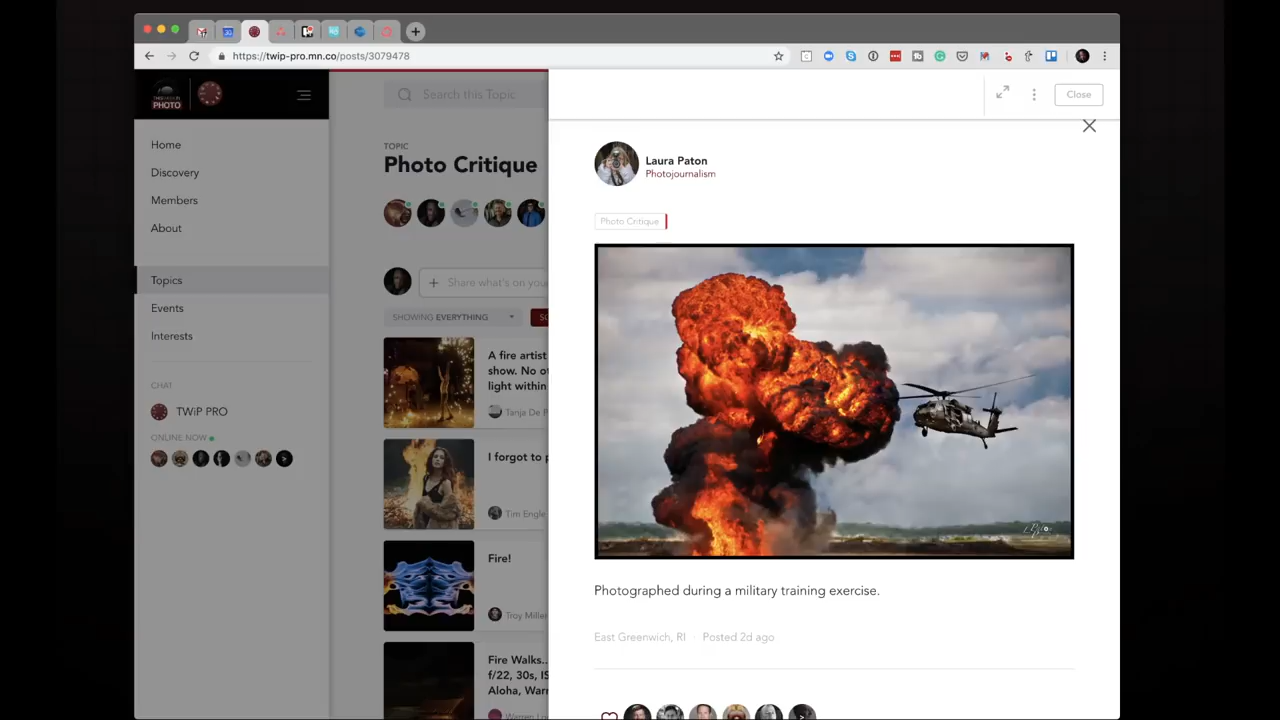 https://twip-pro.mn.co/posts/3079478
PHOTO
Home
Discovery
Members
About
Topics
Events
Interests
CHAT
TWiP PRO
ONLINE NOW
Search this Topic
TOPIC
Photo Critique
Share what's on your
SHOWING EVERYTHING
A fire artist
show. No
light within
Tanja De
I forgot to
Tim Engle
Fire!
Troy Miller
Fire Walks..
f/22, 30s,
Aloha,
Close
Laura Paton
Photojournalism
Photo Critique
Photographed during a military training exercise.
East Greenwich, RI · Posted 2d ago